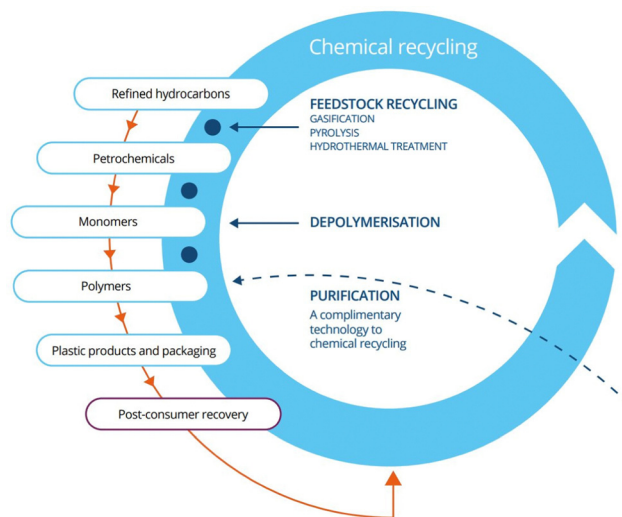 Chemical recycling
Refined hydrocarbons
Petrochemicals
Monomers
Polymers
Plastic products and packaging
Post-consumer recovery
FEEDSTOCK RECYCLING
GASIFICATION
PYROLYSIS
HYDROTHERMAL TREATMENT
DEPOLYMERISATION
PURIFICATION
A complimentary
technology to
chemical recycling